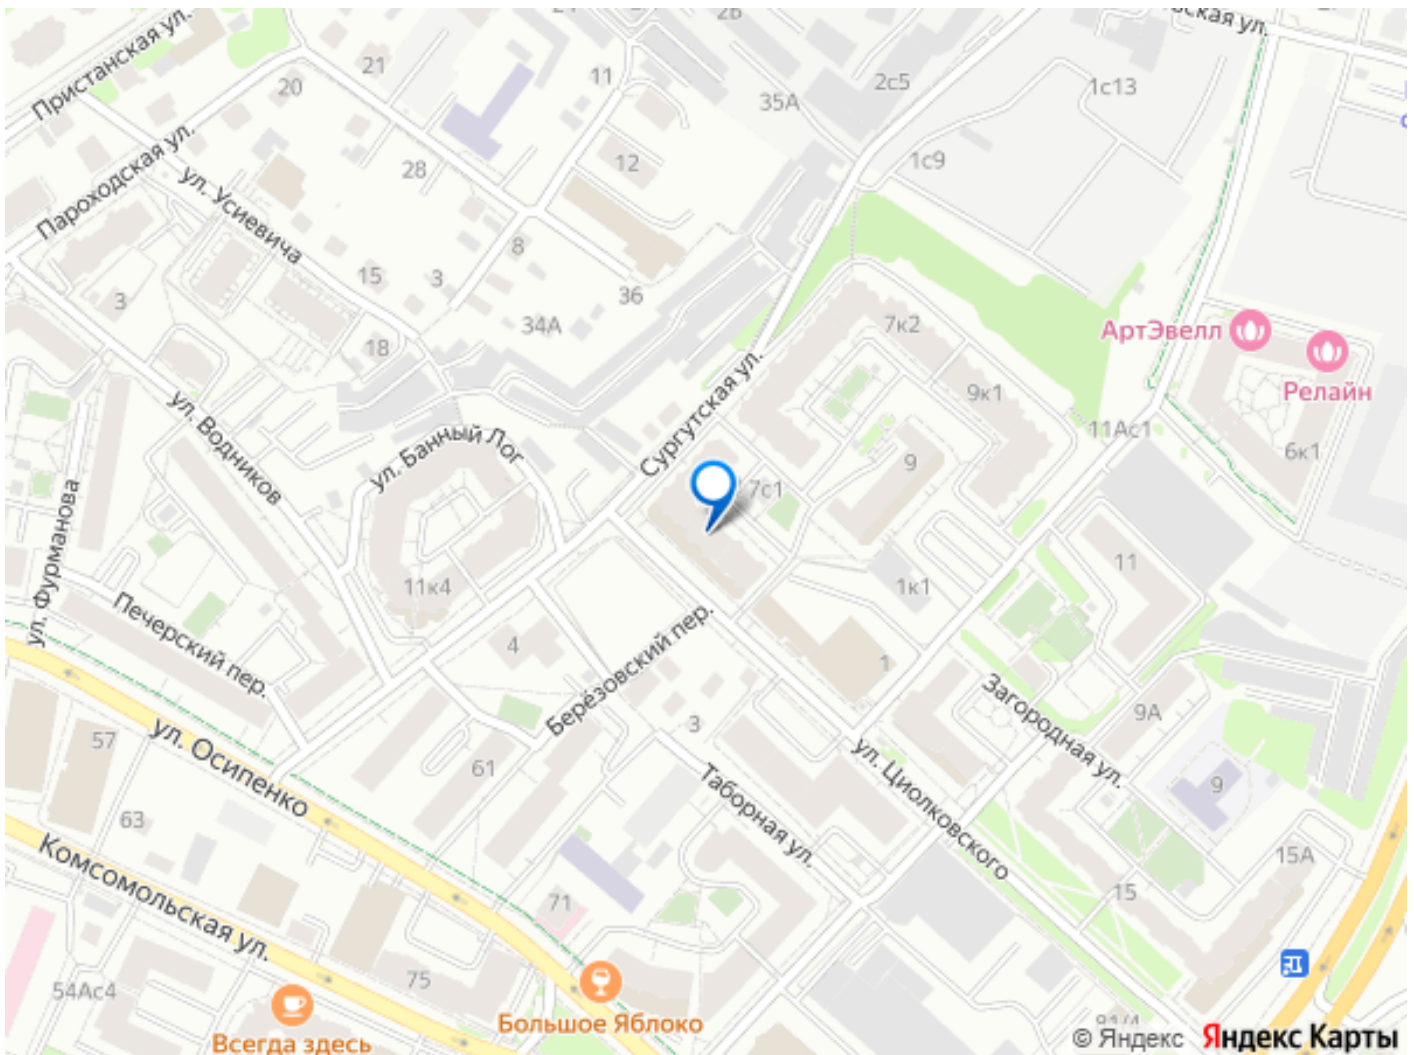 2Б
ская ул.
Пристанская ул.
21
20
11
2с5
35А
1с13
Пароходская ул.
28
12
1с9
ул. Усиевича
8
15
3
3
36
34А
7к2
АртЭвелл
Релайн
18
9к1
ул. Водников
Сургутская ул.
11Ас1
6к1
ул. Банный Лог
9
7с1
ул. Фурманова
11
11к4
1к1
Печерский пер.
4
Берёзовский пер.
1
Загородная ул.
9А
57
ул. Осипенко
3
61
ул. Циолковского
9
63
Таборная ул.
Комсомольская ул.
15А
71
15
75
54Ас4
Большое Яблоко
Всегда здесь
© Яндекс Яндекс Карты